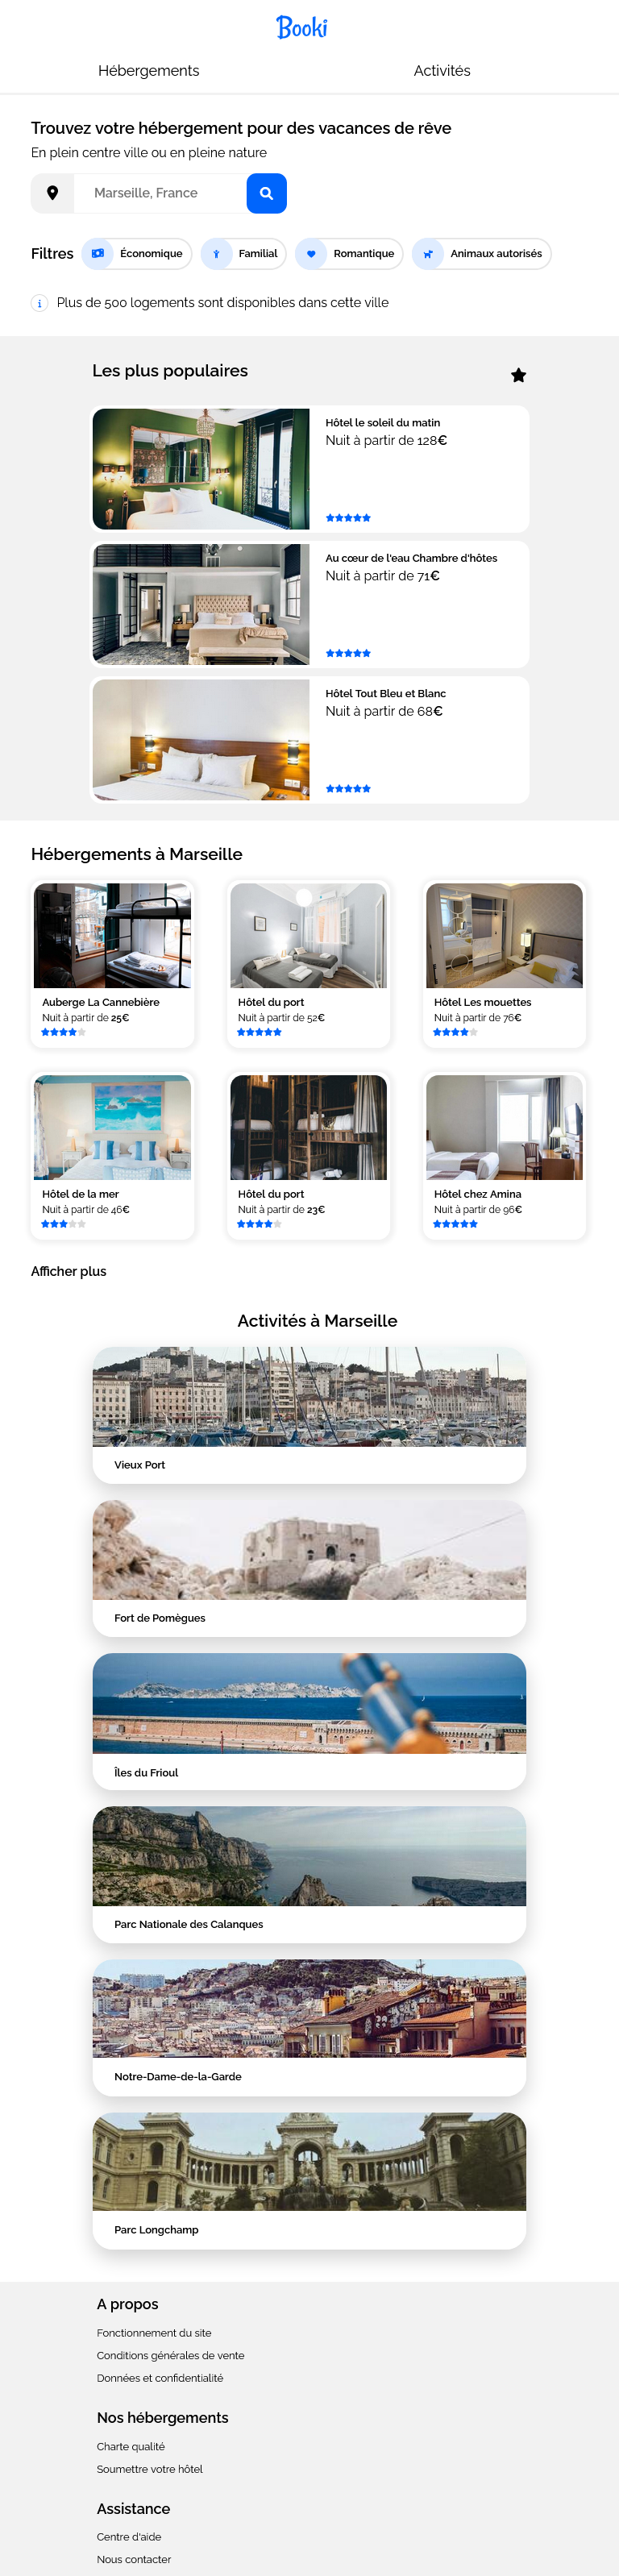 Booki
Hébergements
Activités
Trouvez votre hébergement pour des vacances de rêve
En plein centre ville ou en pleine nature
Marseille, France
Filtres
Économique
Familial
Romantique
Animaux autorisés
Plus de 500 logements sont disponibles dans cette ville
Les plus populaires
Hôtel le soleil du matin
Nuit à partir de 128€
Au cœur de l'eau Chambre d'hôtes
Nuit à partir de 71€
Hôtel Tout Bleu et Blanc
Nuit à partir de 68€
Hébergements à Marseille
Auberge La Cannebière
Nuit à partir de 25€
Hôtel du port
Nuit à partir de 52€
Hôtel Les mouettes
Nuit à partir de 76€
Hôtel de la mer
Nuit à partir de 46€
Hôtel du port
Nuit à partir de 23€
Hôtel chez Amina
Nuit à partir de 96€
Afficher plus
Activités à Marseille
Vieux Port
Fort de Pomègues
Îles du Frioul
Parc Nationale des Calanques
Notre-Dame-de-la-Garde
Parc Longchamp
A propos
Fonctionnement du site
Conditions générales de vente
Données et confidentialité
Nos hébergements
Charte qualité
Soumettre votre hôtel
Assistance
Centre d'aide
Nous contacter